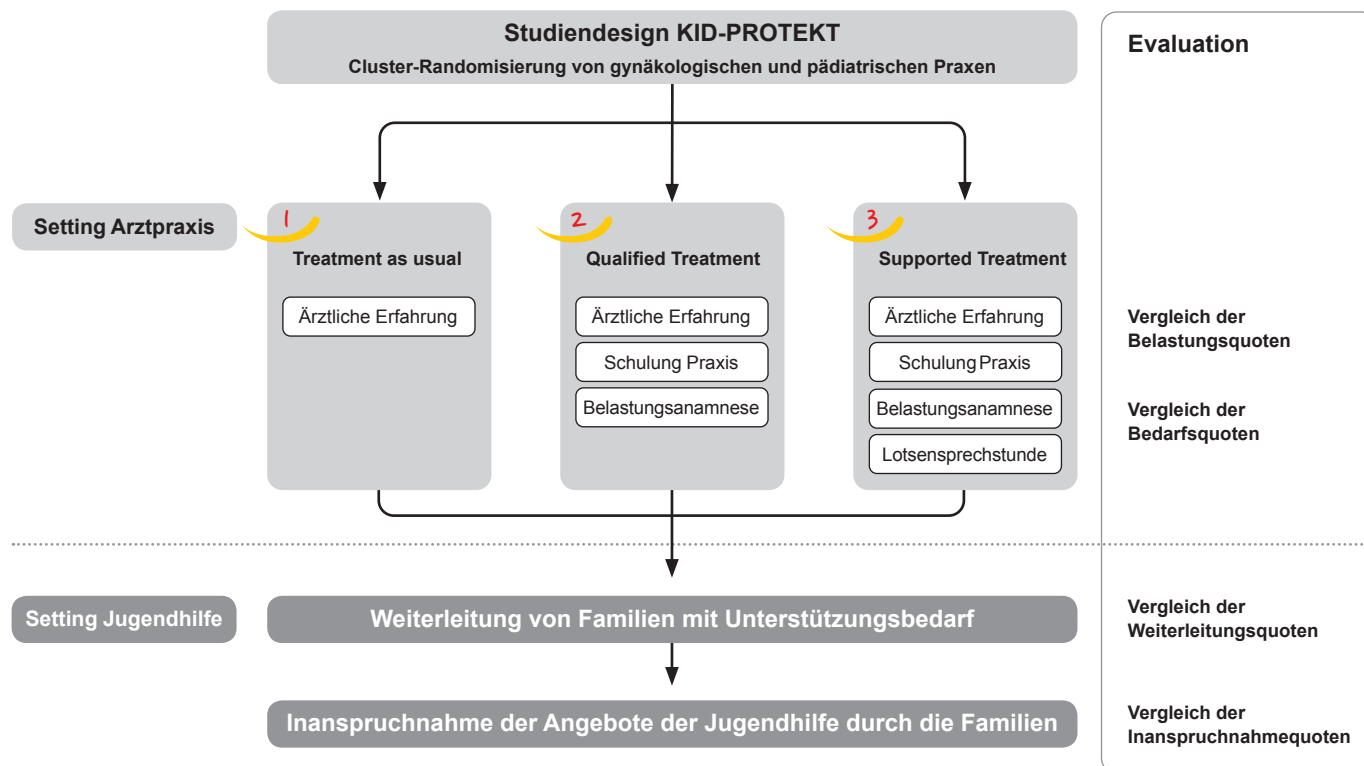 Studiendesign KID-PROTEKT
Cluster-Randomisierung von gynäkologischen und pädiatrischen Praxen
Evaluation
Setting Arztpraxis
1
Treatment as usual
Ärztliche Erfahrung
2
Qualified Treatment
Ärztliche Erfahrung
Schulung Praxis
Belastungsanamnese
3
Supported Treatment
Ärztliche Erfahrung
Schulung Praxis
Belastungsanamnese
Lotsensprechstunde
Vergleich der
Belastungsquoten
Vergleich der
Bedarfsquoten
Setting Jugendhilfe
Weiterleitung von Familien mit Unterstützungsbedarf
Vergleich der
Weiterleitungsquoten
Inanspruchnahme der Angebote der Jugendhilfe durch die Familien
Vergleich der
Inanspruchnahmequoten